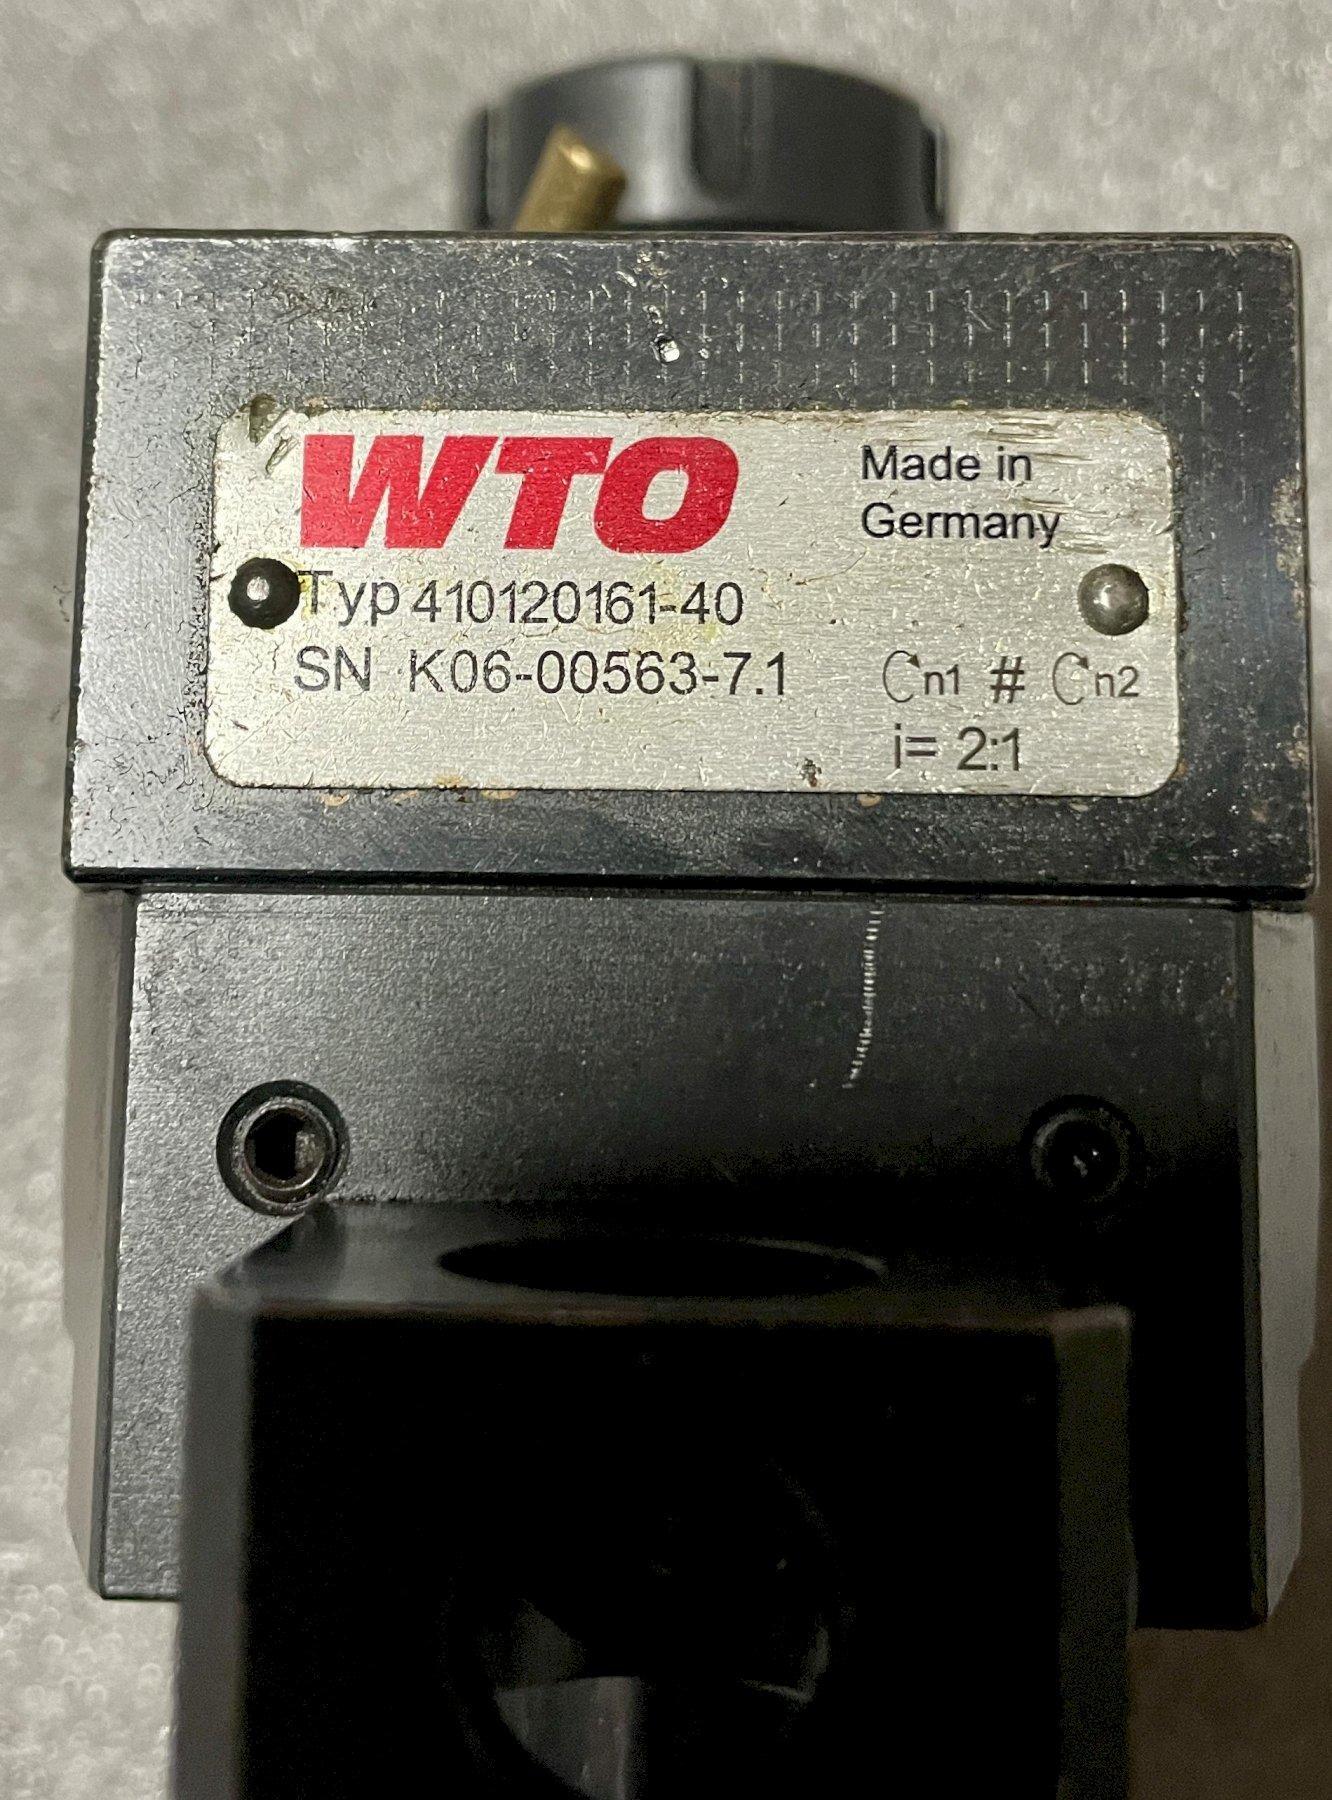 WTO
Made in
Germany
Typ 410120161-40
SN K06-00563-7.1
n1 # n2
i= 2:1